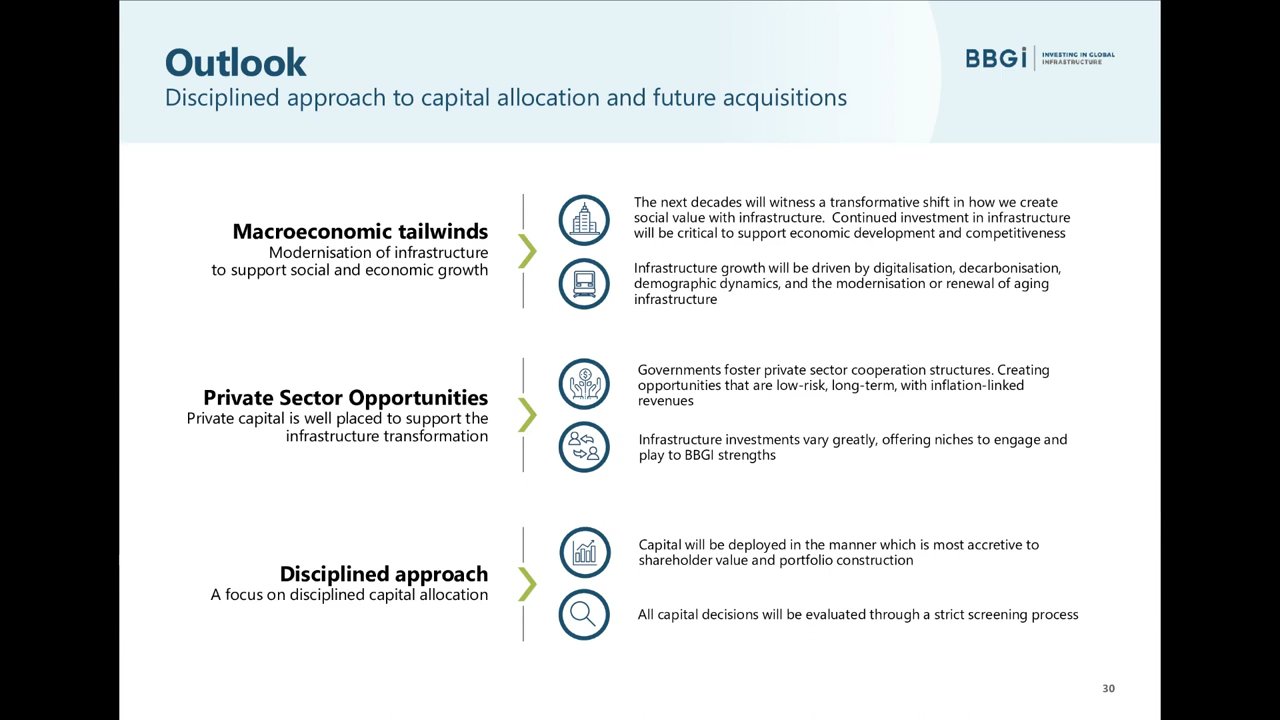 Outlook
Disciplined approach to capital allocation and future acquisitions
BBGi
INVESTING IN GLOBAL
INFRASTRUCTURE
Macroeconomic tailwinds
Modernisation of infrastructure
to support social and economic growth
The next decades will witness a transformative shift in how we create
social value with infrastructure.  Continued investment in infrastructure
will be critical to support economic development and competitiveness
Infrastructure growth will be driven by digitalisation, decarbonisation,
demographic dynamics, and the modernisation or renewal of aging
infrastructure
Private Sector Opportunities
Private capital is well placed to support the
infrastructure transformation
Governments foster private sector cooperation structures. Creating
opportunities that are low-risk, long-term, with inflation-linked
revenues
Infrastructure investments vary greatly, offering niches to engage and
play to BBGI strengths
Disciplined approach
A focus on disciplined capital allocation
Capital will be deployed in the manner which is most accretive to
shareholder value and portfolio construction
All capital decisions will be evaluated through a strict screening process
30